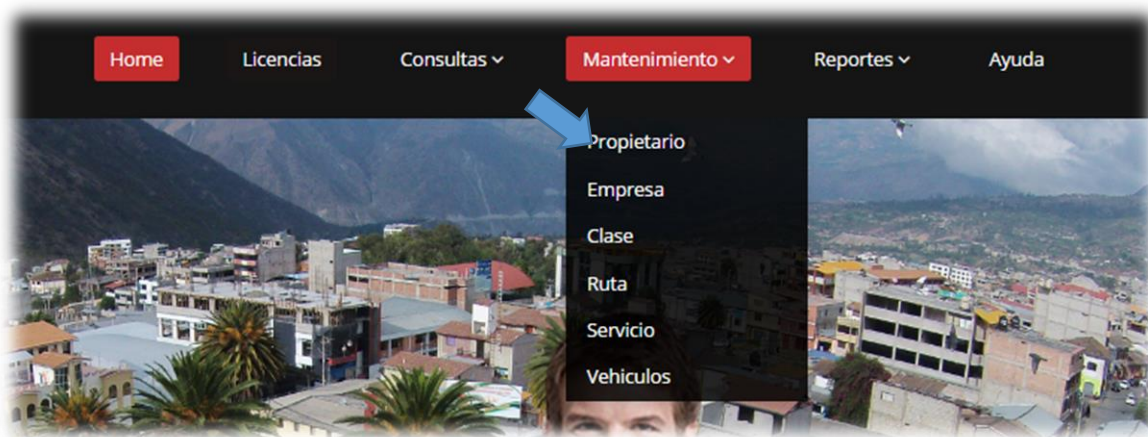 Home Licencias Consultas Mantenimiento Reportes Ayuda
Propietario
Empresa
Clase
Ruta
Servicio
Vehiculos